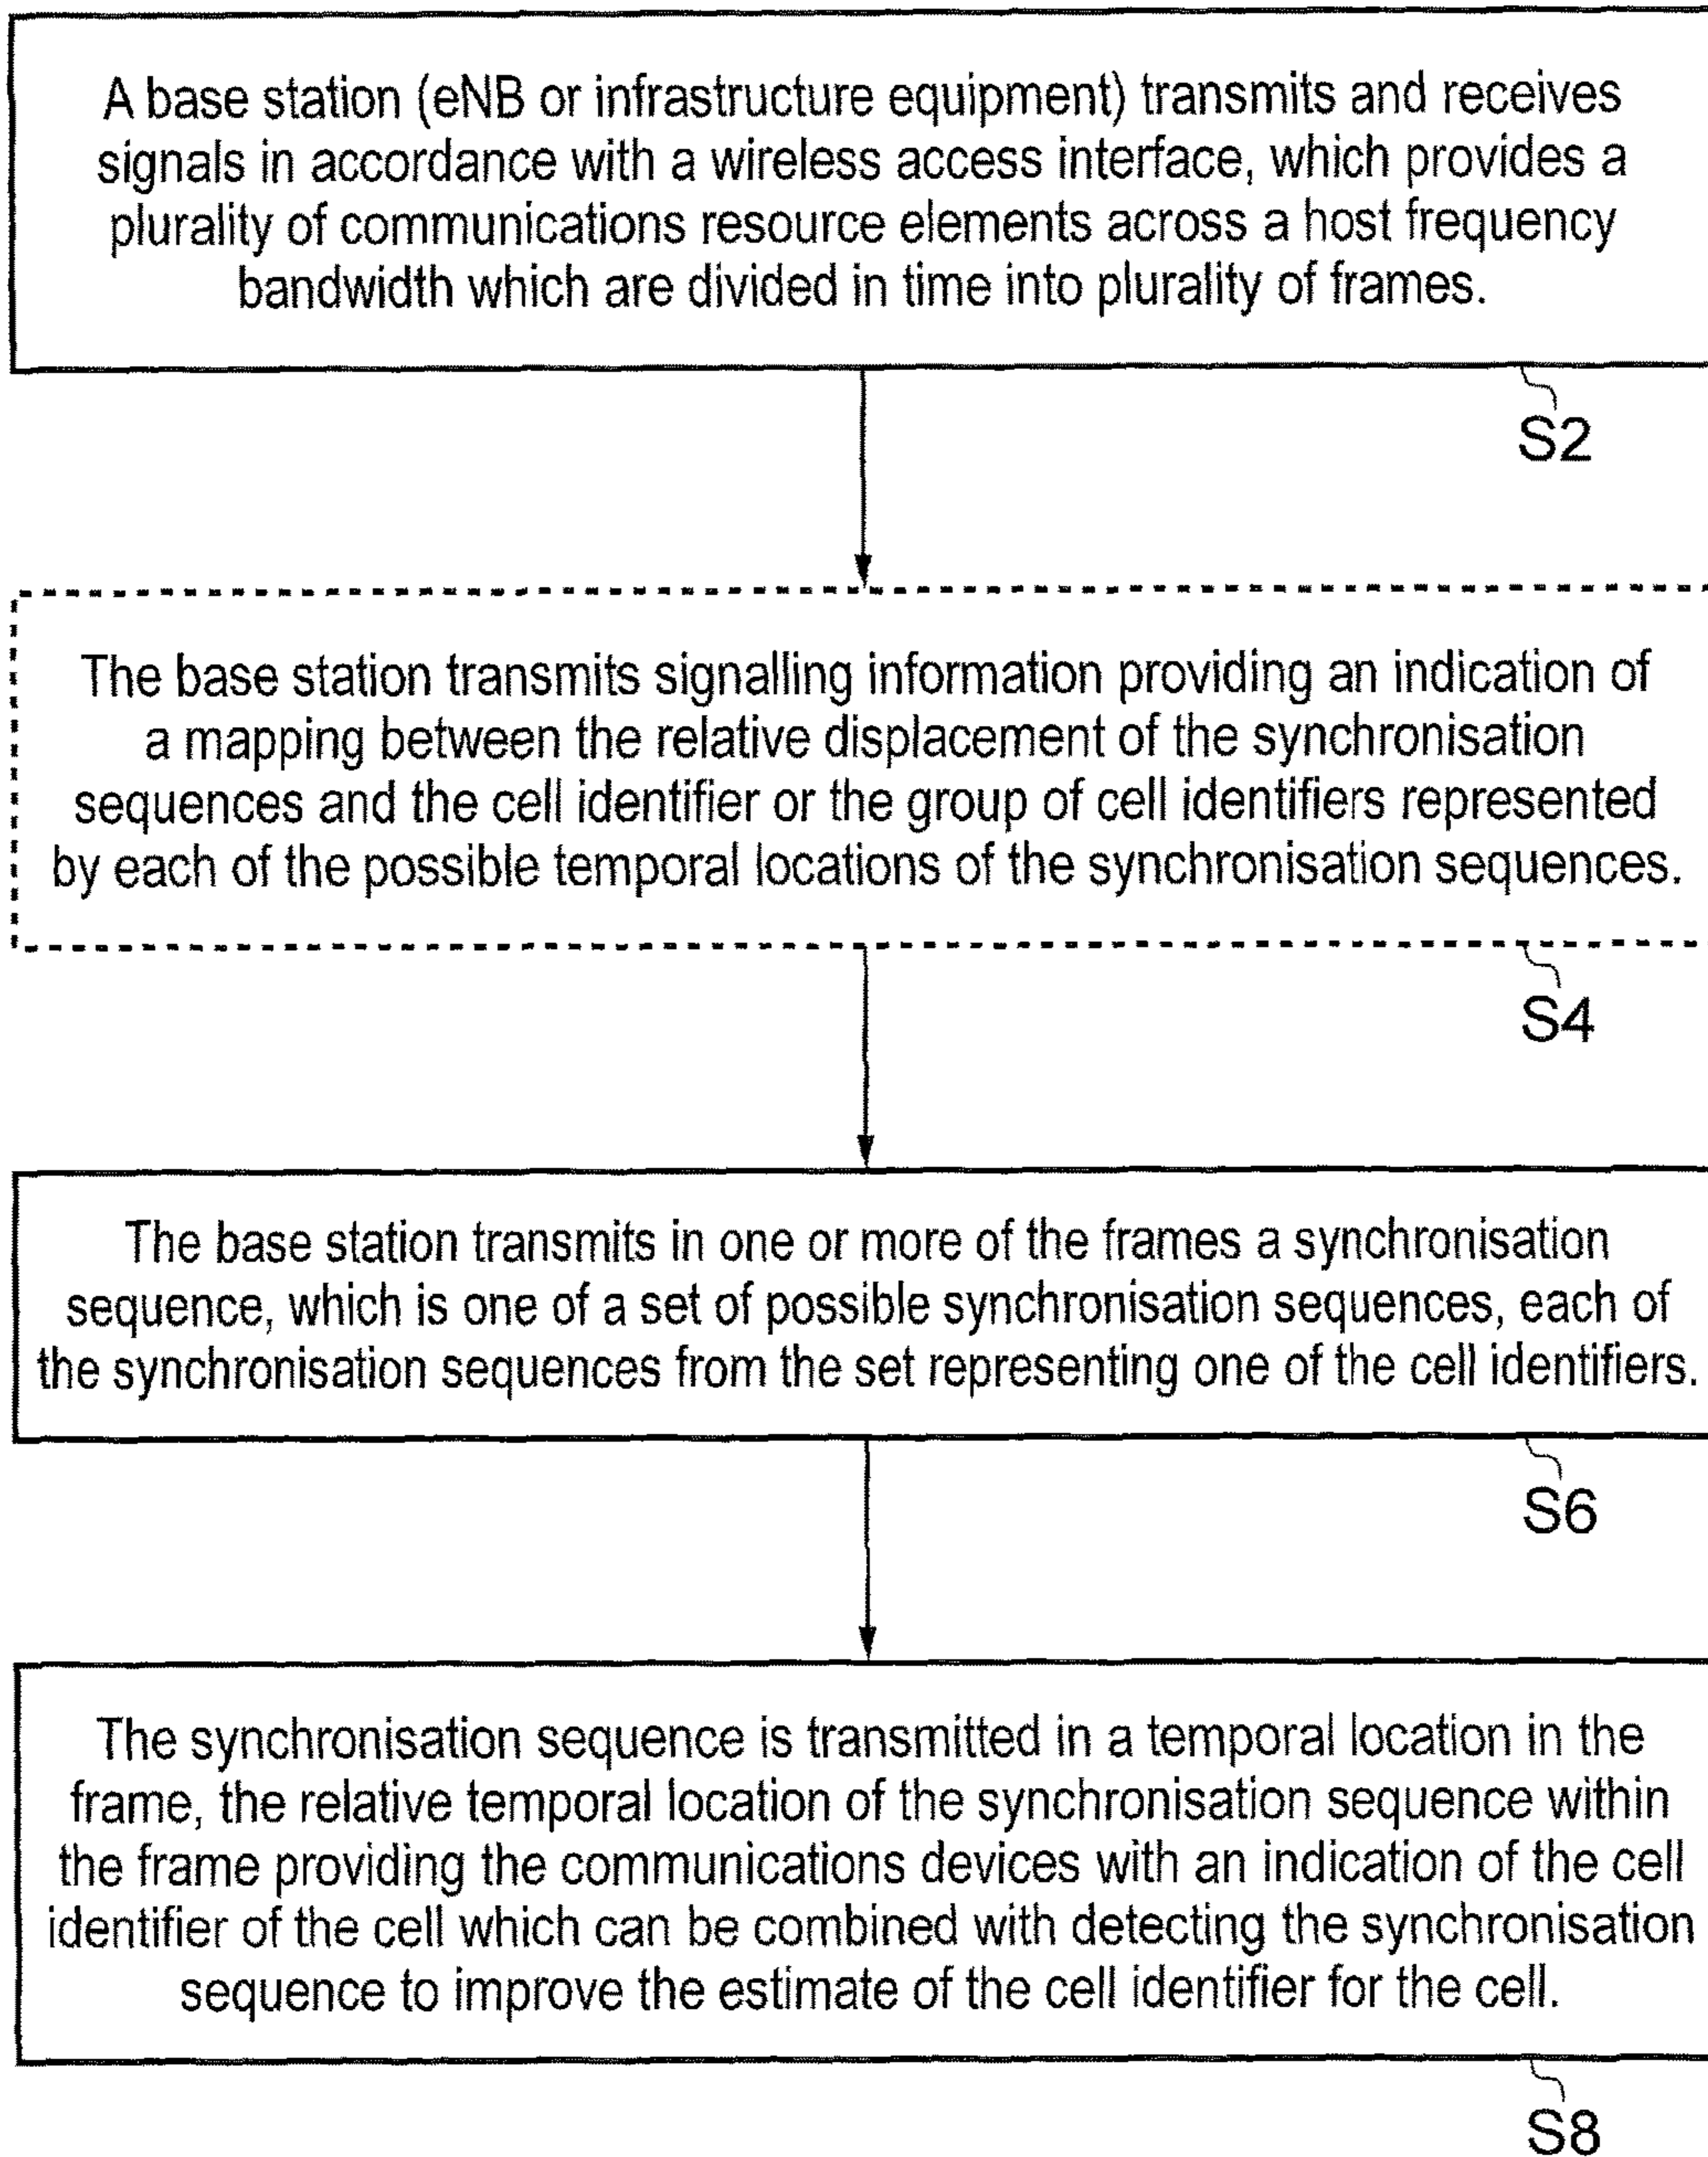 A base station (eNB or infrastructure equipment) transmits and receives
signals in accordance with a wireless access interface, which provides a
plurality of communications resource elements across a host frequency
bandwidth which are divided in time into plurality of frames.
S2
The base station transmits signalling information providing an indication of
a mapping between the relative displacement of the synchronisation
sequences and the cell identifier or the group of cell identifiers represented
by each of the possible temporal locations of the synchronisation sequences.
S4
The base station transmits in one or more of the frames a synchronisation
sequence, which is one of a set of possible synchronisation sequences, each of
the synchronisation sequences from the set representing one of the cell identifiers.
S6
The synchronisation sequence is transmitted in a temporal location in the
frame, the relative temporal location of the synchronisation sequence within
the frame providing the communications devices with an indication of the cell
identifier of the cell which can be combined with detecting the synchronisation
sequence to improve the estimate of the cell identifier for the cell.
S8